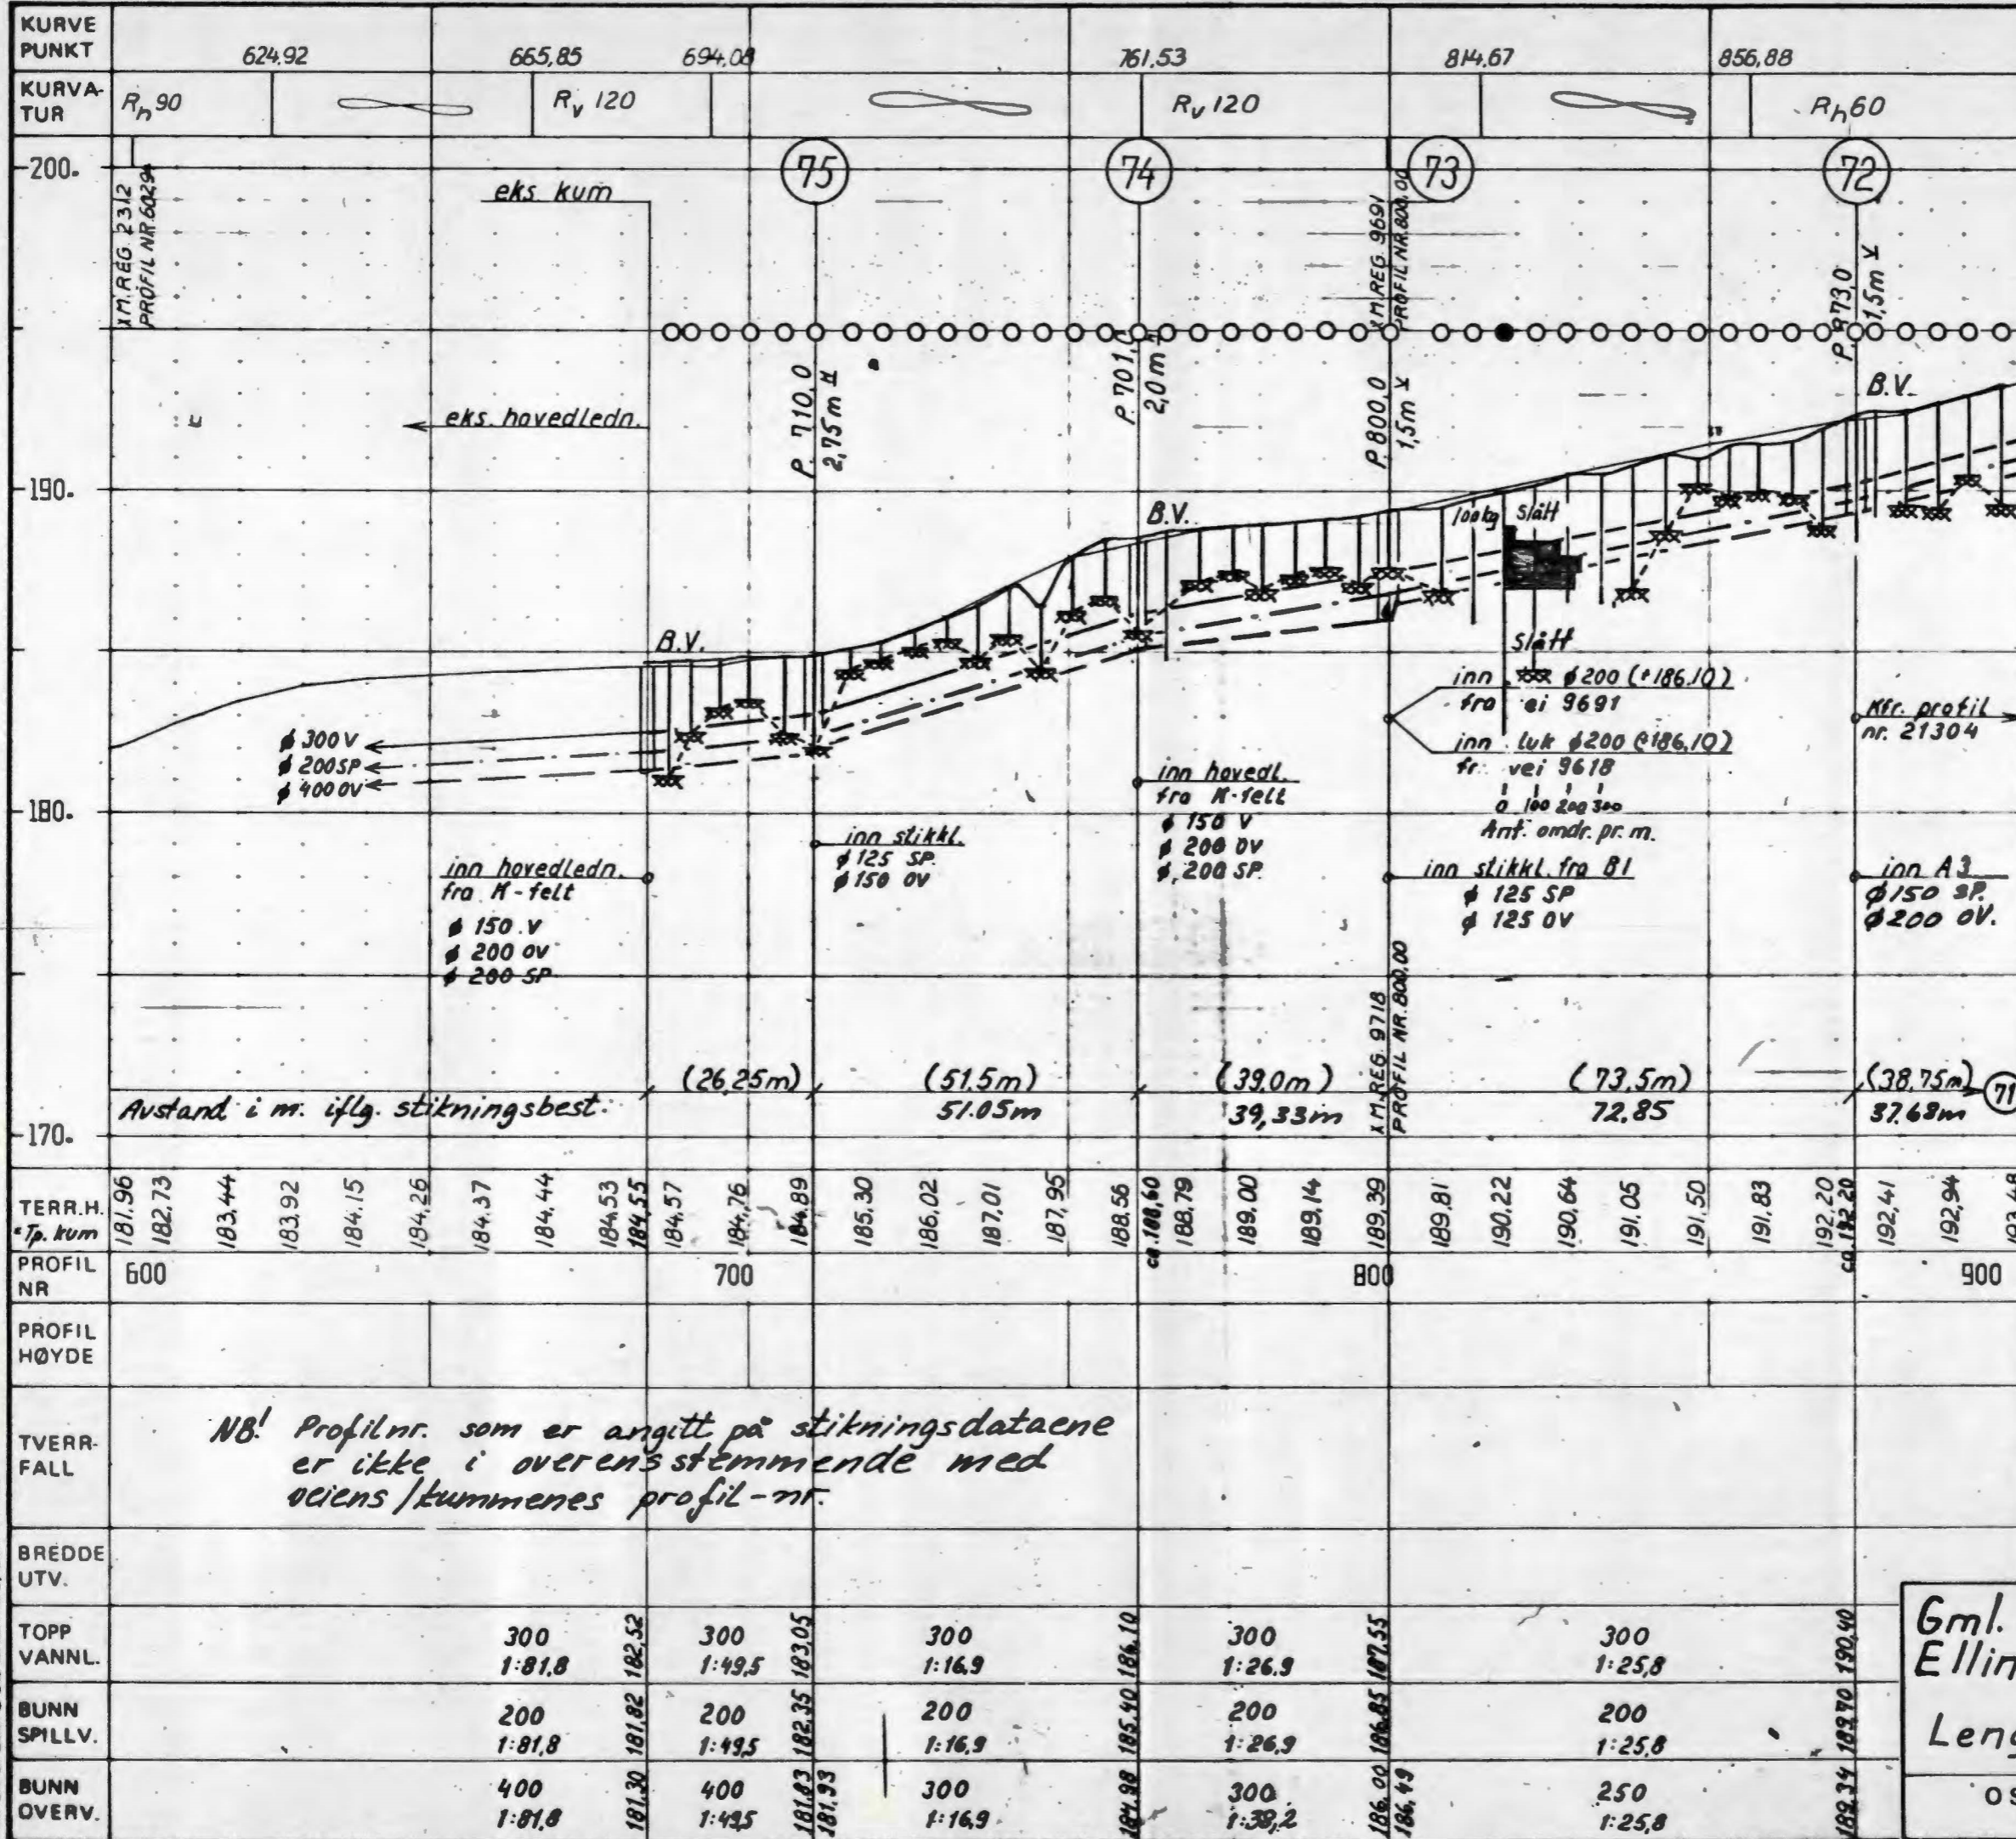 KURVE
PUNKT
624,92 665,85 694,08 761,53 814,67 856,88
KURVA-
TUR
Rh 90 Rv 120 Rv 120 Rh 60
75 74 73 72
200.
X M.REG. 2312
PROFIL NR.602,94
eks. kum
X M.REG. 9691
PROFIL NR.800,00
P. 710,0
2,75m H
P. 701,0
2,0m H
P. 800,0
1,5m V
P. 873,0
1,5m V
eks. hovedledn.
B.V.
190.
B.V.
100kg Slått
B.V.
Slått
inn ø200 (+186.10)
fra ei 9691
inn luk ø200 (+186,10)
fr. vei 9618
Kfr. profil
nr. 21304
ø 300 V
ø 200 SP
ø 400 OV
180.
0 100 200 300
Ant. omdr. pr. m.
inn hovedl.
fra K-felt
ø 150 V
ø 200 OV
ø 200 SP.
inn stikkl.
ø 125 SP.
ø 150 OV
inn hovedledn.
fra K-felt
ø 150 V
ø 200 OV
ø 200 SP
inn stikkl. fra B1
ø 125 SP
ø 125 OV
inn A3
ø 150 SP.
ø 200 OV.
X M.REG. 9718
PROFIL NR.800,00
(26,25m) (51.5m) (39.0m) (73.5m) (38.75m) 71
Avstand i m. iflg. stikningsbest: 51.05m 39,33m 72.85 37.68m
170.
TERR.H.
*Tp. kum
181.96 182.73 183,44 183,92 184.15 184,26 184.37 184,44 184.53 184,55 184,57 184,76 184,89 185,30 186,02 187,01 187,95 188,56 ca.188,60 188,79 189,00 189,14 189,39 189,81 190,22 190,64 191,05 191,50 191,83 192,20 ca.192.20 192,41 192,94 193,48
PROFIL
NR
600 700 800 900
PROFIL
HØYDE
TVERR-
FALL
NB! Profilnr. som er angitt på stikningsdataene
er ikke i overensstemmende med
veiens/kummenes profil-nr.
BREDDE
UTV.
TOPP
VANNL.
300 182,52 300 183,05 300 186,10 300 187,55 300 190,40
1:81,8 1:49,5 1:16,9 1:26,9 1:25,8
BUNN
SPILLV.
200 181,82 200 182,35 200 185,40 200 186,85 200 189,70
1:81,8 1:49,5 1:16,9 1:26,9 1:25,8
BUNN
OVERV.
400 181,30 400 181,83 181,93 300 184,98 300 186,00 186,49 250 189,34
1:81,8 1:49,5 1:16,9 1:38,2 1:25,8
Gml.
Ellin
Leng
os